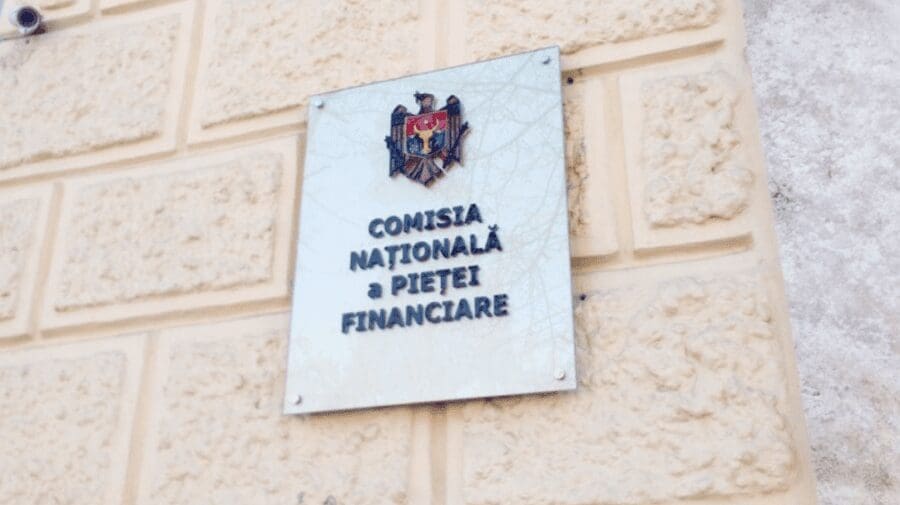 COMISIA
NAȚIONALĂ
a PIEȚEI
FINANCIARE